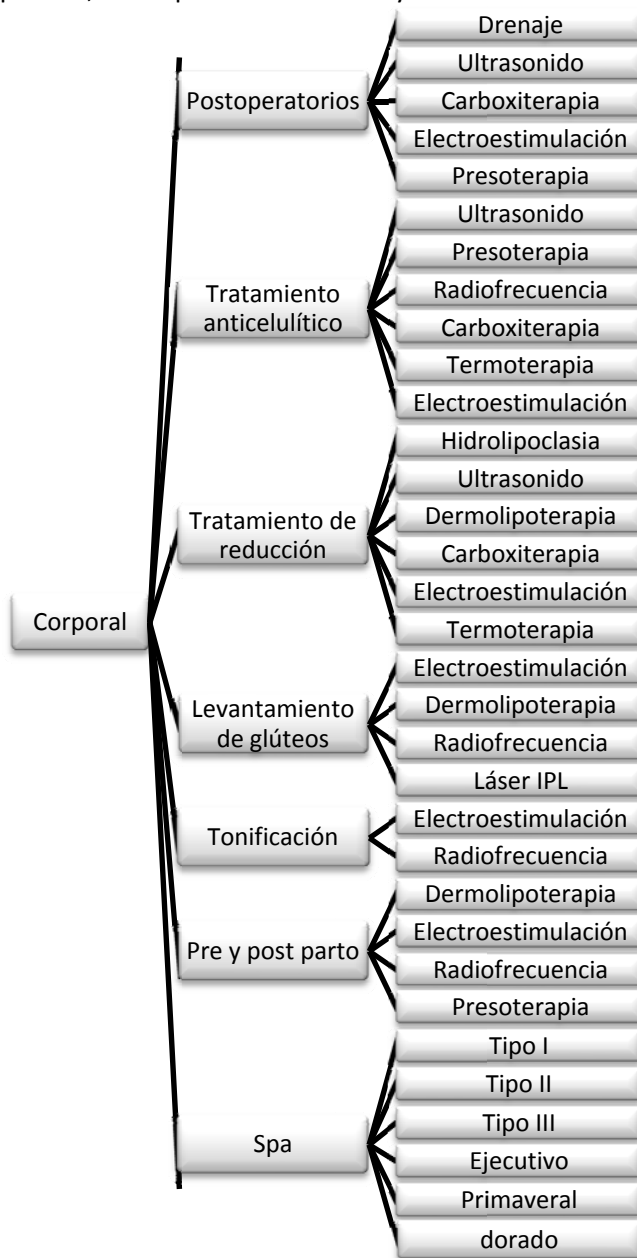 Corporal
Postoperatorios
Drenaje
Ultrasonido
Carboxiterapia
Electroestimulación
Presoterapia
Tratamiento
anticelulítico
Ultrasonido
Presoterapia
Radiofrecuencia
Carboxiterapia
Termoterapia
Electroestimulación
Tratamiento de
reducción
Hidrolipoclasia
Ultrasonido
Dermolipoterapia
Carboxiterapia
Electroestimulación
Termoterapia
Levantamiento
de glúteos
Electroestimulación
Dermolipoterapia
Radiofrecuencia
Láser IPL
Tonificación
Electroestimulación
Radiofrecuencia
Pre y post parto
Dermolipoterapia
Electroestimulación
Radiofrecuencia
Presoterapia
Spa
Tipo I
Tipo II
Tipo III
Ejecutivo
Primaveral
dorado